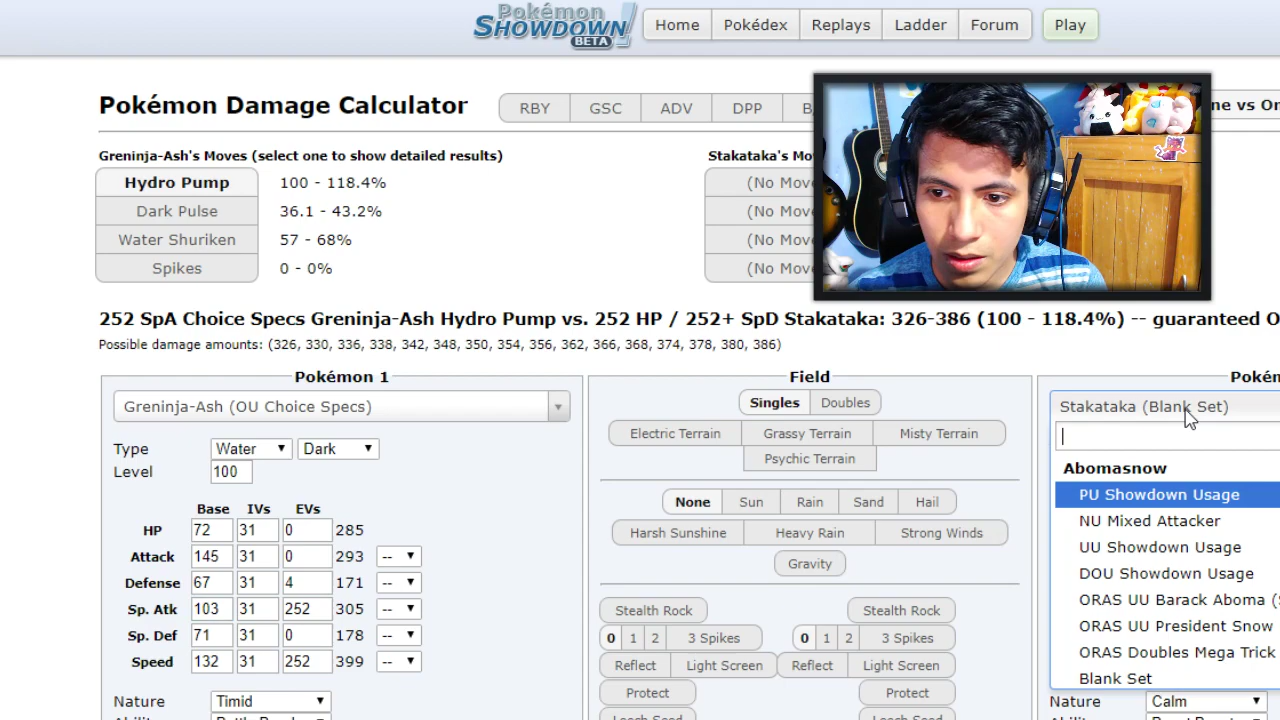 Pokémon
SHOWDOWN!
BETA
Home
Pokédex
Replays
Ladder
Forum
Play
Pokémon Damage Calculator
RBY
GSC
ADV
DPP
B
ne vs On
Greninja-Ash's Moves (select one to show detailed results)
Stakataka's Mo
Hydro Pump 100 - 118.4%
Dark Pulse 36.1 - 43.2%
Water Shuriken 57 - 68%
Spikes 0 - 0%
(No Mov
(No Mov
(No Mov
(No Mov
252 SpA Choice Specs Greninja-Ash Hydro Pump vs. 252 HP / 252+ SpD Stakataka: 326-386 (100 - 118.4%) -- guaranteed O
Possible damage amounts: (326, 330, 336, 338, 342, 348, 350, 354, 356, 362, 366, 368, 374, 378, 380, 386)
Pokémon 1
Greninja-Ash (OU Choice Specs)
Type Water Dark
Level 100
Base IVs EVs
HP 72 31 0 285
Attack 145 31 0 293 --
Defense 67 31 4 171 --
Sp. Atk 103 31 252 305 --
Sp. Def 71 31 0 178 --
Speed 132 31 252 399 --
Nature Timid
Field
Singles Doubles
Electric Terrain Grassy Terrain Misty Terrain
Psychic Terrain
None Sun Rain Sand Hail
Harsh Sunshine Heavy Rain Strong Winds
Gravity
Stealth Rock Stealth Rock
0 1 2 3 Spikes 0 1 2 3 Spikes
Reflect Light Screen Reflect Light Screen
Protect Protect
Pokém
Stakataka (Blank Set)
Abomasnow
PU Showdown Usage
NU Mixed Attacker
UU Showdown Usage
DOU Showdown Usage
ORAS UU Barack Aboma (S
ORAS UU President Snow
ORAS Doubles Mega Trick
Blank Set
Nature Calm